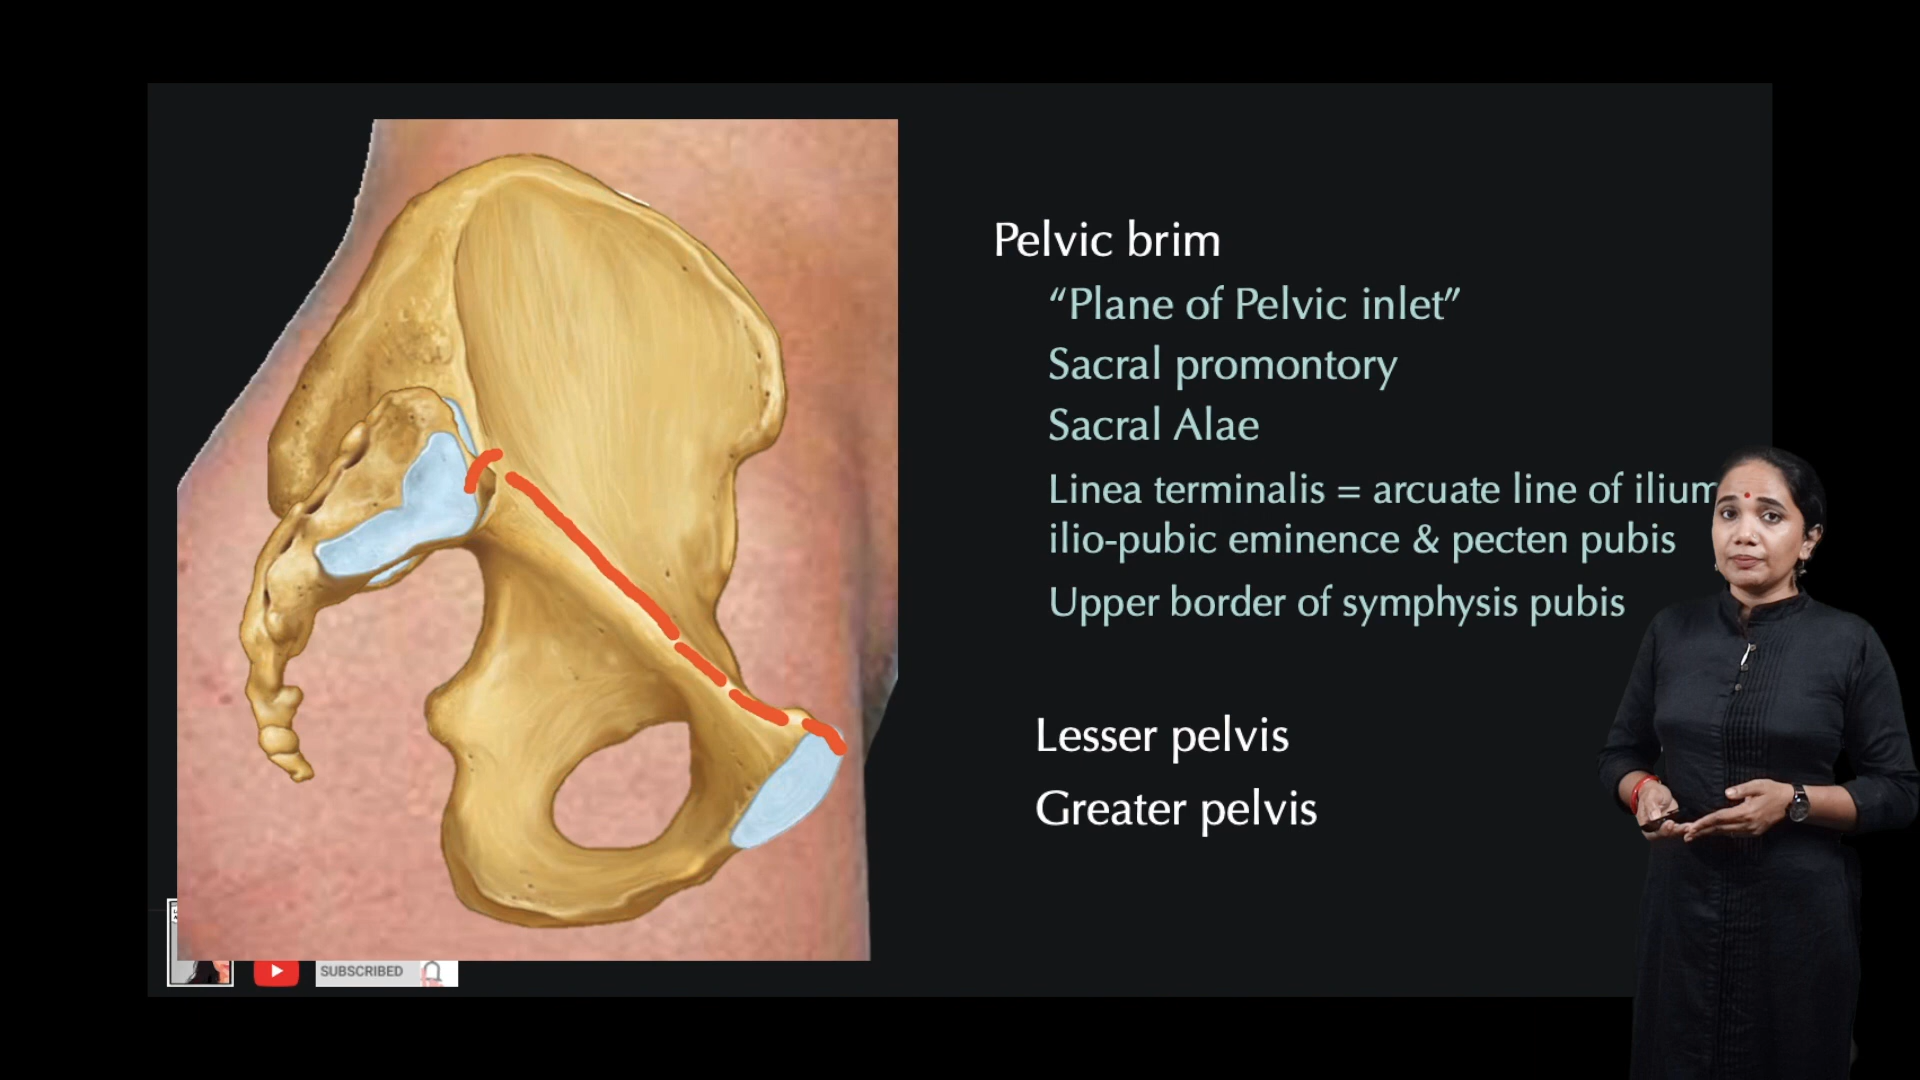 Pelvic brim
“Plane of Pelvic inlet”
Sacral promontory
Sacral Alae
Linea terminalis = arcuate line of ilium
ilio-pubic eminence & pecten pubis
Upper border of symphysis pubis
Lesser pelvis
Greater pelvis
SUBSCRIBED